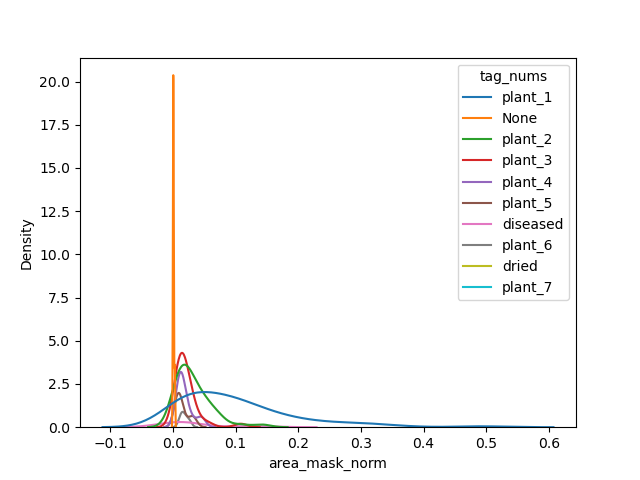 20.0
17.5
15.0
12.5
10.0
7.5
5.0
2.5
0.0
Density
−0.1 0.0 0.1 0.2 0.3 0.4 0.5 0.6
area_mask_norm
tag_nums
plant_1
None
plant_2
plant_3
plant_4
plant_5
diseased
plant_6
dried
plant_7